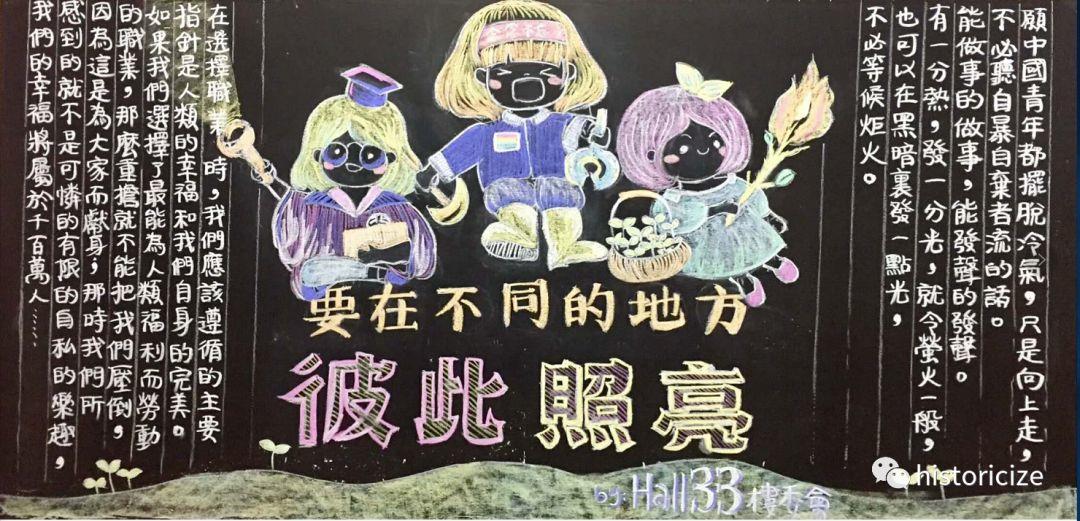 願中國青年都擺脫冷氣，只是向上走，
不必聽自暴自棄者流的話。
能做事的做事，能發聲的發聲。
有一分熱，發一分光，就令螢火一般，
也可以在黑暗裏發一點光，
不必等候炬火。
要在不同的地方
彼此照亮
在選擇職業時，我們應該遵循的主要
指針是人類的幸福和我們自身的完美。
如果我們選擇了最能為人類福利而勞動
的職業，那麼重擔就不能把我們壓倒，
因為這是為大家而獻身；那時我們所
感到的就不是可憐的有限的自私的樂趣，
我們的幸福將屬於千百萬人……
by: Hall 33 樓委會
historicize